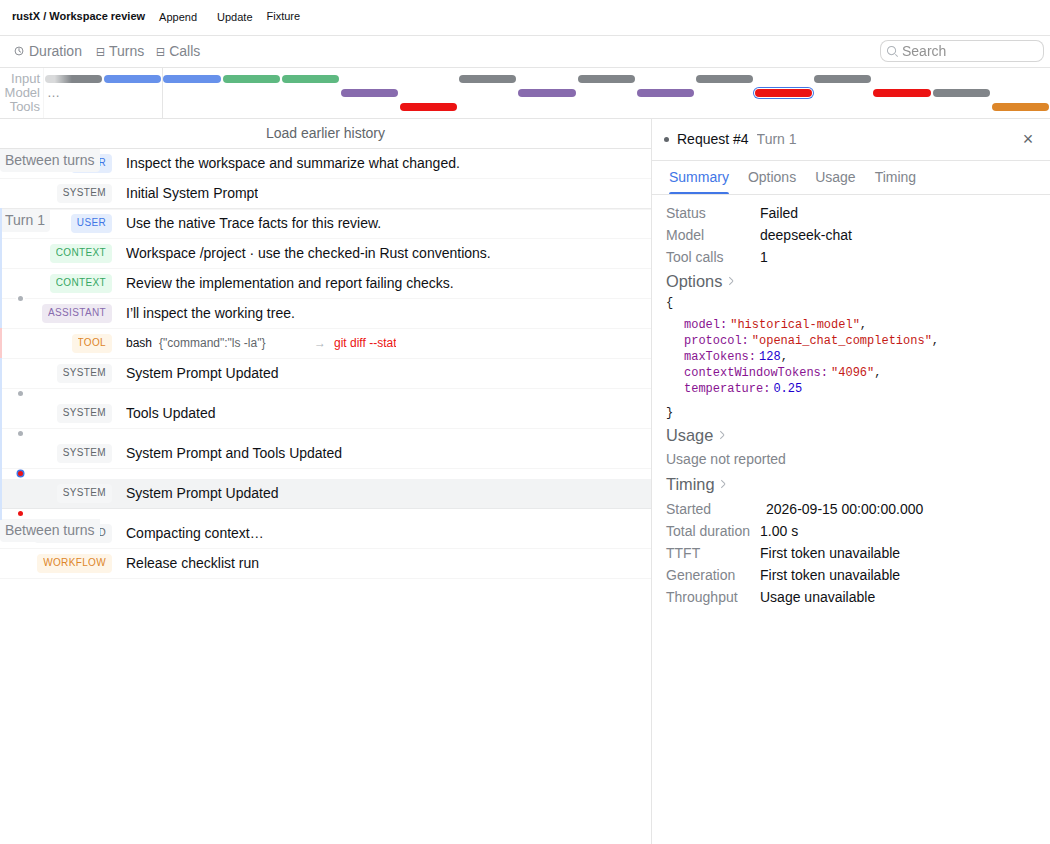 rustX / Workspace review Append Update Fixture
Duration Turns Calls Search
Input
Model …
Tools
Load earlier history
Between turns R Inspect the workspace and summarize what changed.
SYSTEM Initial System Prompt
Turn 1 USER Use the native Trace facts for this review.
CONTEXT Workspace /project · use the checked-in Rust conventions.
CONTEXT Review the implementation and report failing checks.
ASSISTANT I'll inspect the working tree.
TOOL bash {"command":"ls -la"} → git diff --stat
SYSTEM System Prompt Updated
SYSTEM Tools Updated
SYSTEM System Prompt and Tools Updated
SYSTEM System Prompt Updated
Between turns D Compacting context…
WORKFLOW Release checklist run
Request #4 Turn 1 ×
Summary Options Usage Timing
Status Failed
Model deepseek-chat
Tool calls 1
Options
{
model: "historical-model",
protocol: "openai_chat_completions",
maxTokens: 128,
contextWindowTokens: "4096",
temperature: 0.25
}
Usage
Usage not reported
Timing
Started 2026-09-15 00:00:00.000
Total duration 1.00 s
TTFT First token unavailable
Generation First token unavailable
Throughput Usage unavailable